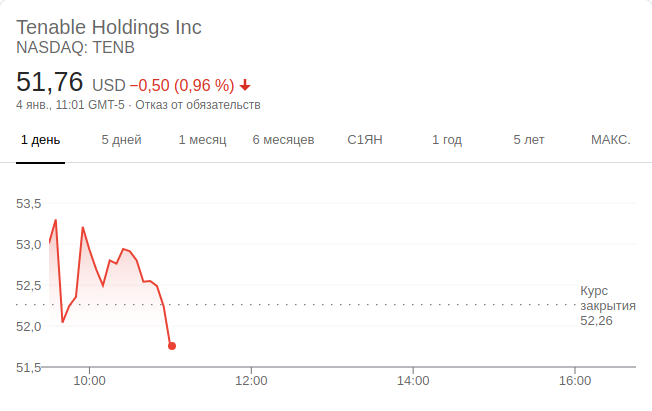 Tenable Holdings Inc
NASDAQ: TENB
51,76 USD −0,50 (0,96 %)
4 янв., 11:01 GMT-5 · Отказ от обязательств
1 день 5 дней 1 месяц 6 месяцев С1ЯН 1 год 5 лет МАКС.
53,5
53,0
52,5
52,0
51,5
Курс
закрытия
52,26
10:00 12:00 14:00 16:00